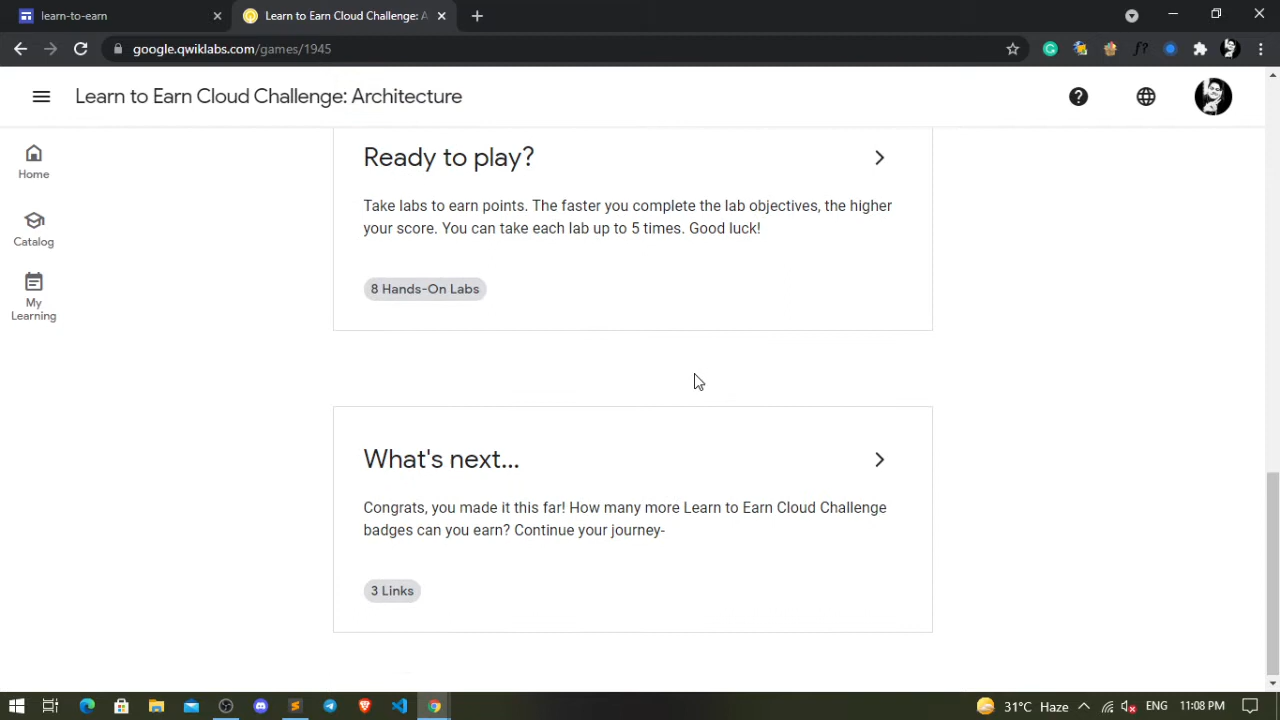 learn-to-earn
Learn to Earn Cloud Challenge: A
google.qwiklabs.com/games/1945
Learn to Earn Cloud Challenge: Architecture
Home
Catalog
My
Learning
Ready to play?
Take labs to earn points. The faster you complete the lab objectives, the higher
your score. You can take each lab up to 5 times. Good luck!
8 Hands-On Labs
What's next...
Congrats, you made it this far! How many more Learn to Earn Cloud Challenge
badges can you earn? Continue your journey-
3 Links
31°C Haze
ENG
11:08 PM